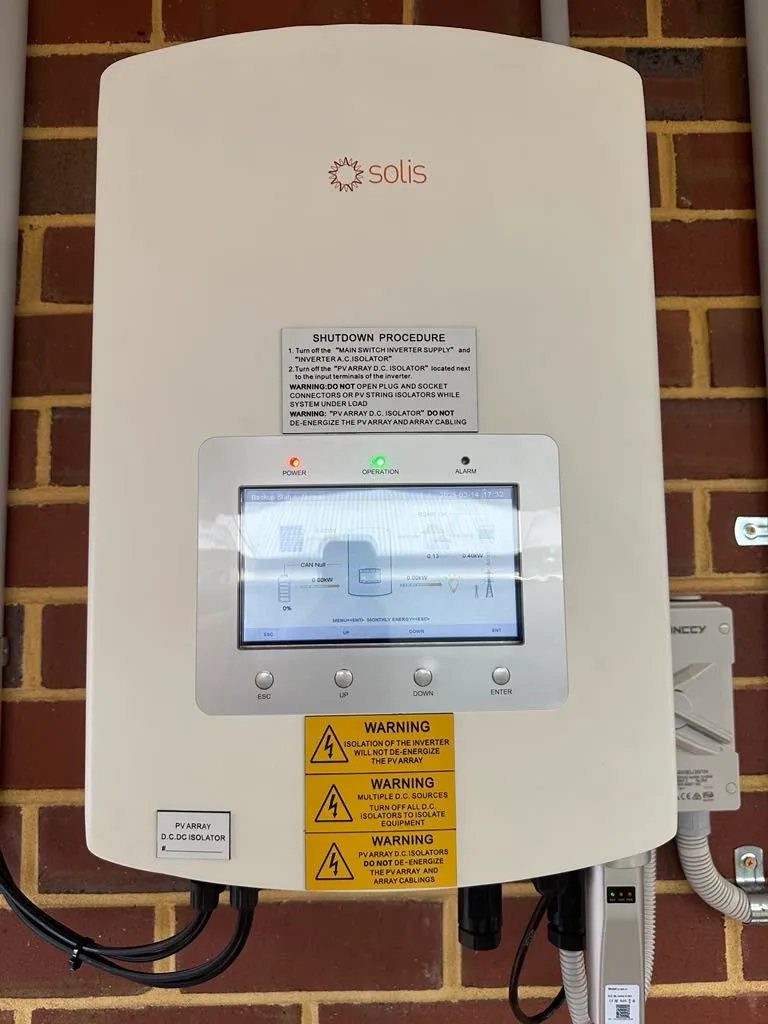 solis
SHUTDOWN PROCEDURE
1. Turn off the "MAIN SWITCH INVERTER SUPPLY" and
"INVERTER A.C.ISOLATOR"
2. Turn off the "PV ARRAY D.C. ISOLATOR" located next
to the input terminals of the inverter.
WARNING:DO NOT OPEN PLUG AND SOCKET
CONNECTORS OR PV STRING ISOLATORS WHILE
SYSTEM UNDER LOAD
WARNING: "PV ARRAY D.C. ISOLATOR" DO NOT
DE-ENERGIZE THE PV ARRAY AND ARRAY CABLING
POWER
OPERATION
ALARM
Backup Status
17:32
0.13
0.40kW
CAN Null
0.00kW
0.00kW
0%
MENU=<ENT> MONTHLY ENERGY=<ESC>
ESC
UP
DOWN
ENT
ESC
UP
DOWN
ENTER
WARNING
ISOLATION OF THE INVERTER
WILL NOT DE-ENERGIZE
THE PV ARRAY
WARNING
MULTIPLE D.C. SOURCES
TURN OFF ALL D.C.
ISOLATORS TO ISOLATE
EQUIPMENT
WARNING
PV ARRAY D.C.ISOLATORS
DO NOT DE-ENERGIZE
THE PV ARRAY AND
ARRAY CABLINGS
PV ARRAY
D.C.DC ISOLATOR
#